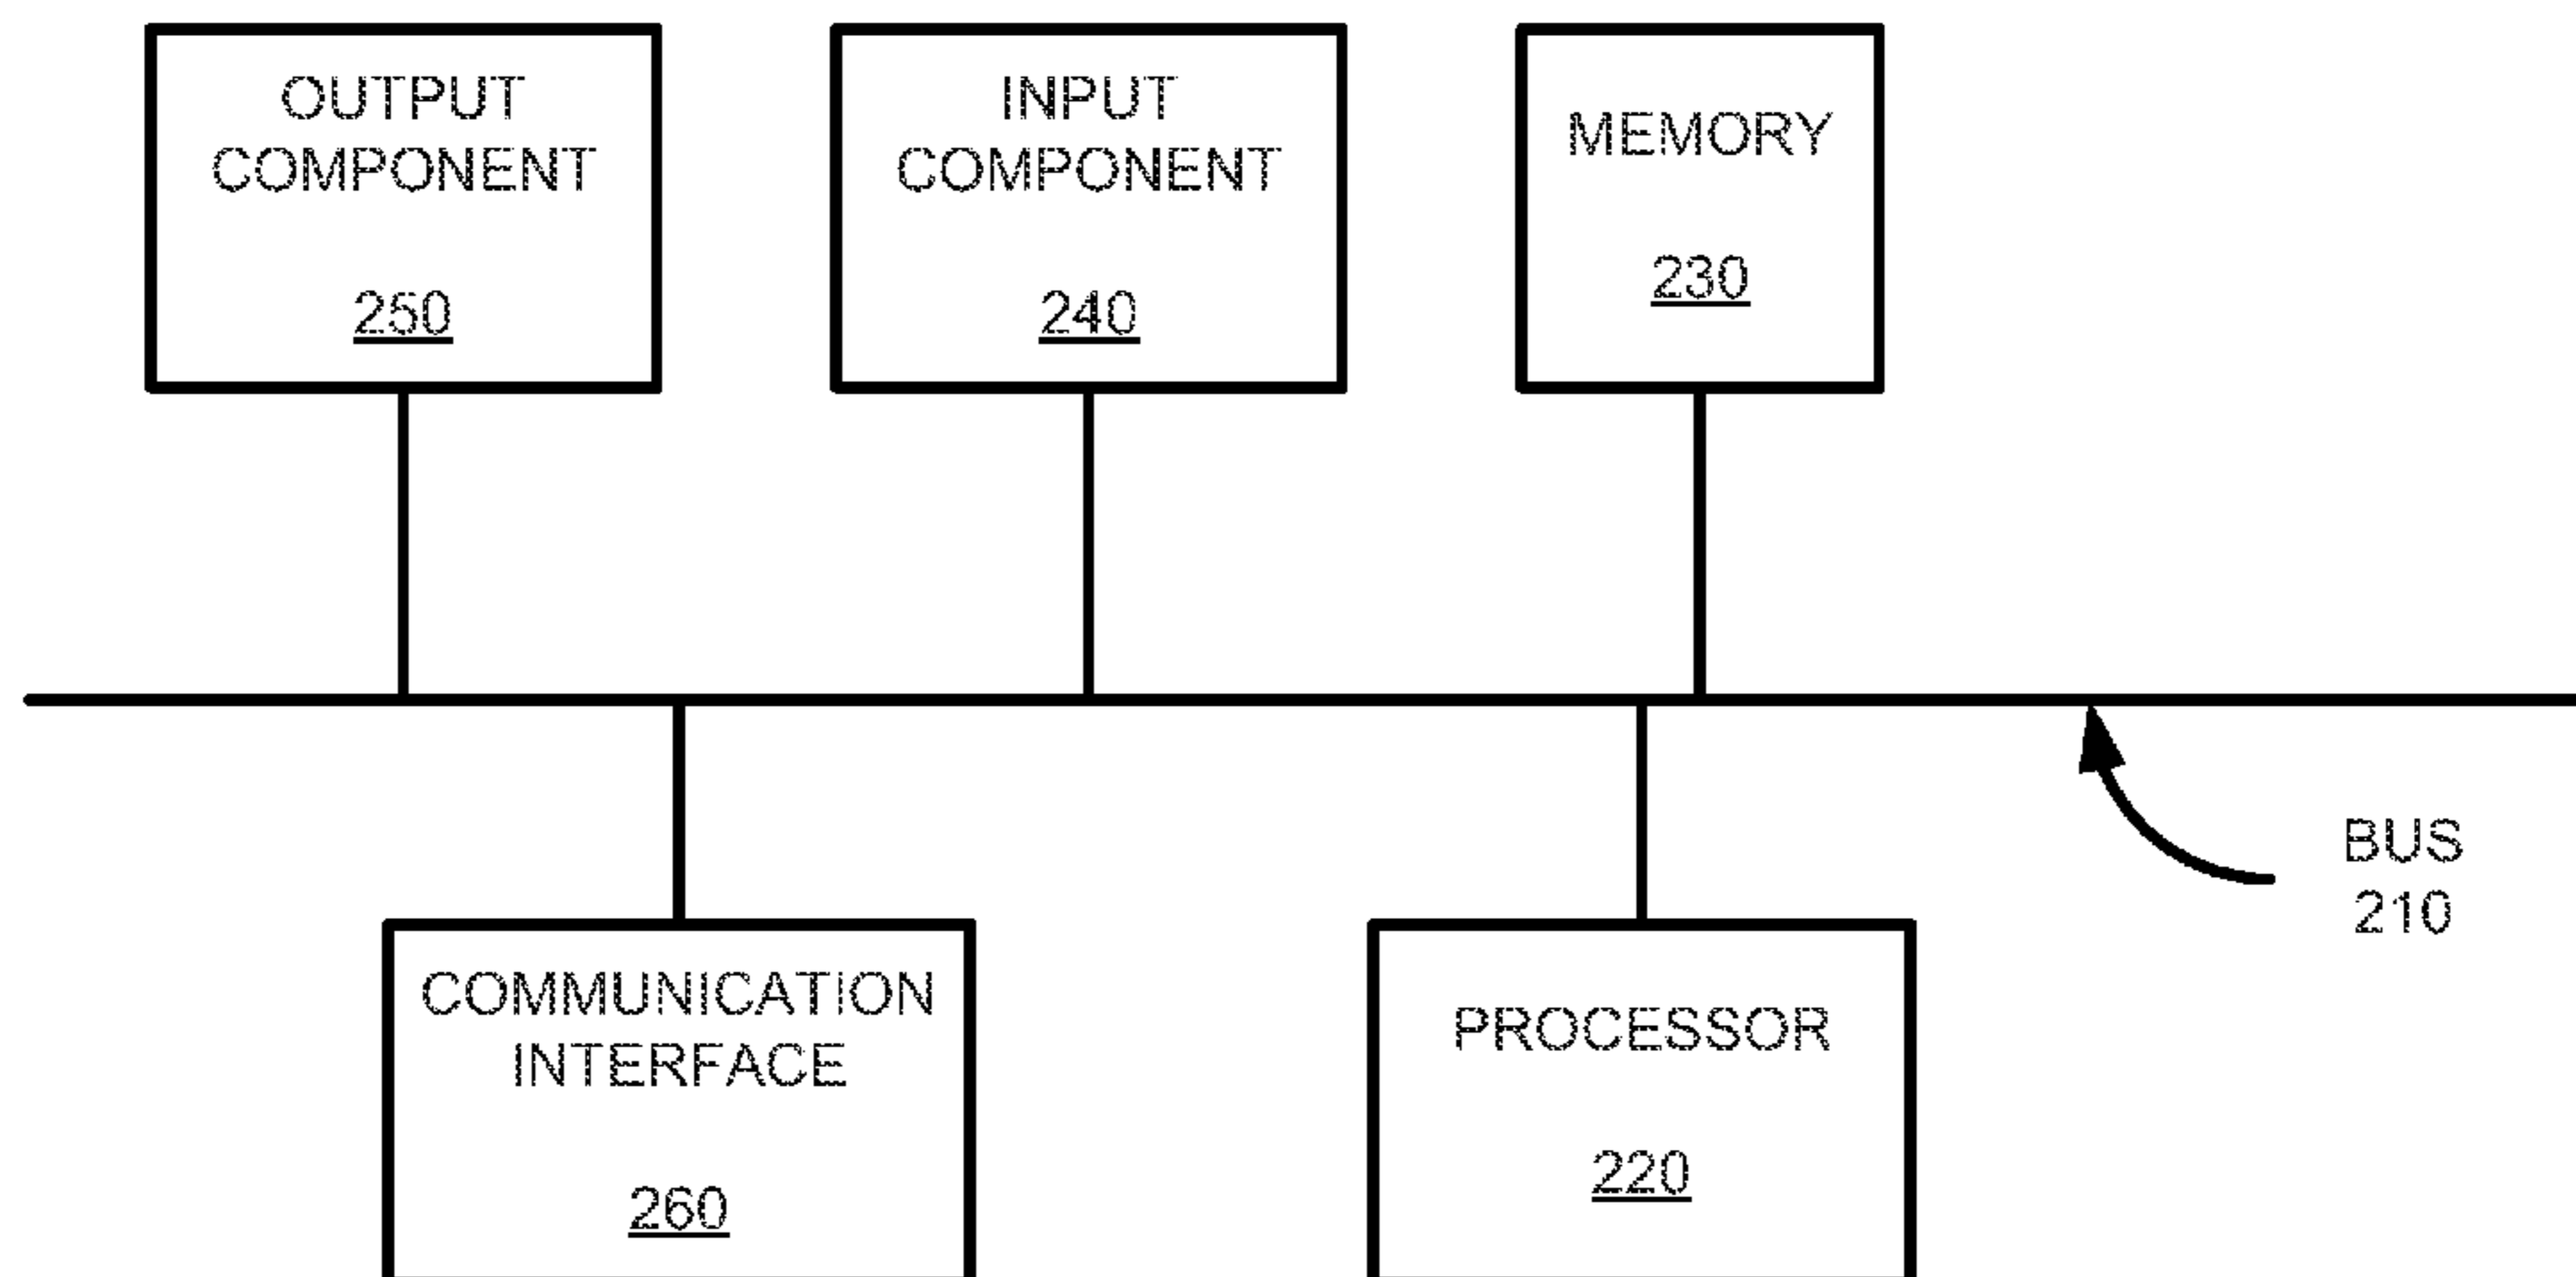 OUTPUT
COMPONENT
250
INPUT
COMPONENT
240
MEMORY
230
BUS
210
COMMUNICATION
INTERFACE
260
PROCESSOR
220